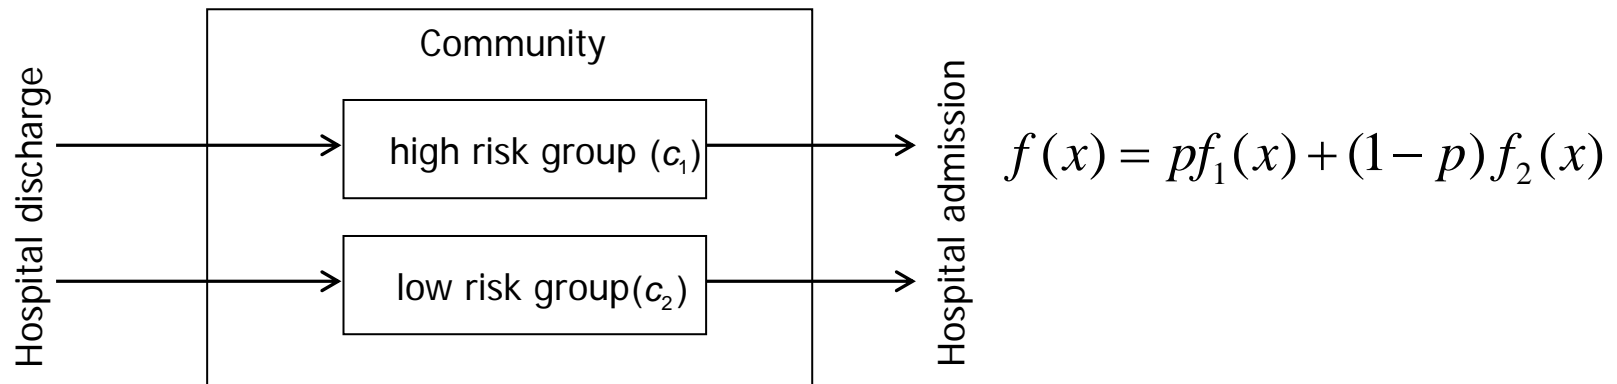 Hospital discharge
Community
high risk group (c₁)
low risk group(c₂)
Hospital admission
f(x) = pf₁(x) + (1 − p)f₂(x)